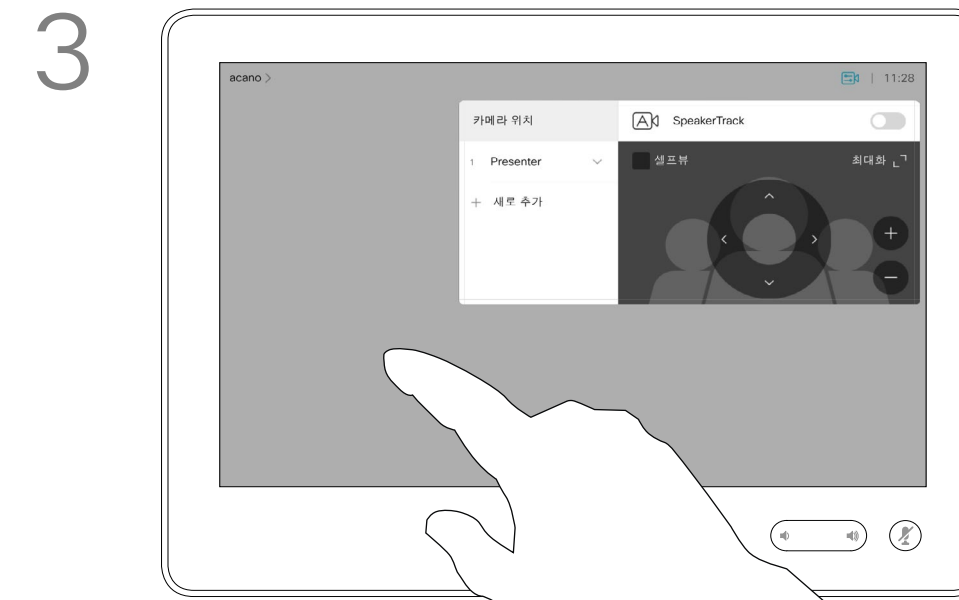 3
acano >
11:28
카메라 위치
SpeakerTrack
1 Presenter
셀프뷰
최대화
+ 새로 추가